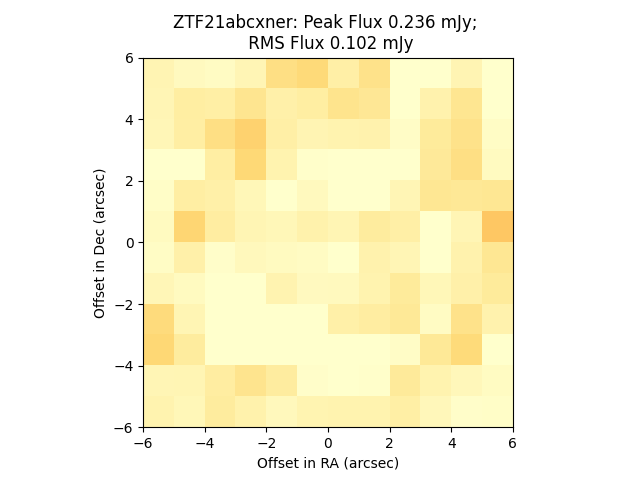 ZTF21abcxner: Peak Flux 0.236 mJy;
RMS Flux 0.102 mJy
6
4
2
0
−2
−4
−6
Offset in Dec (arcsec)
−6 −4 −2 0 2 4 6
Offset in RA (arcsec)